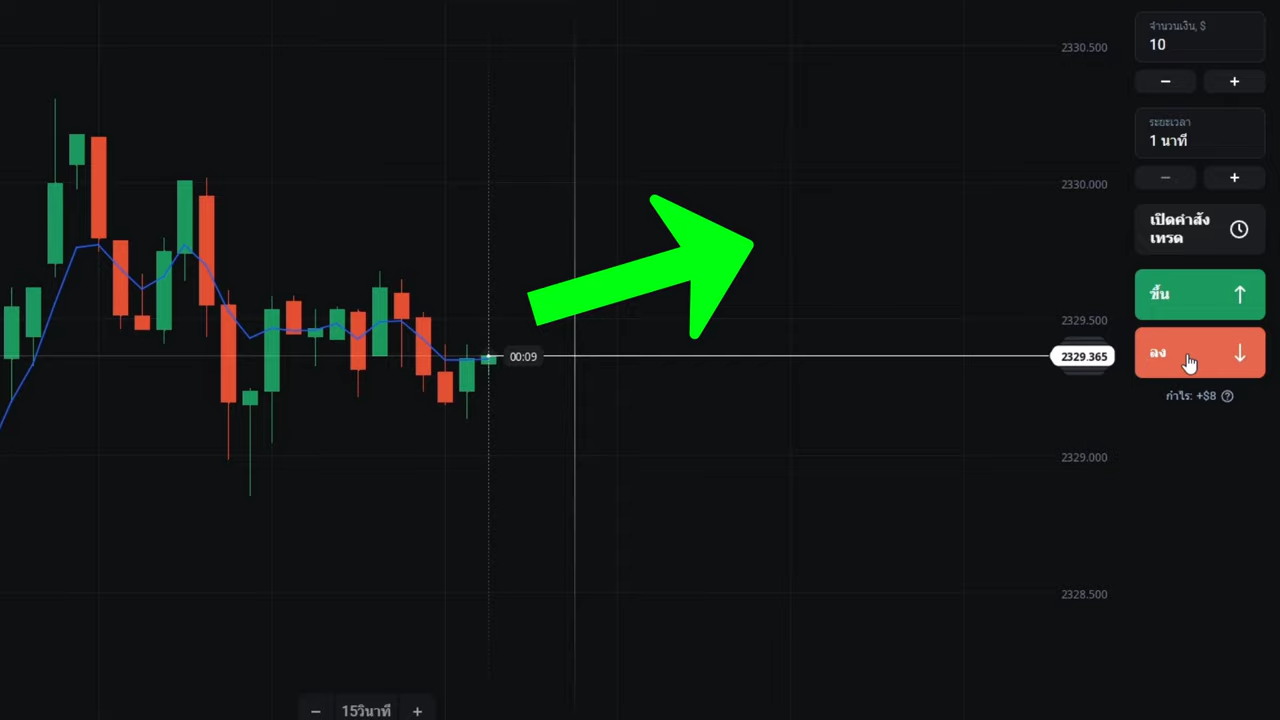 จำนวนเงิน, $
10
− +
ระยะเวลา
1 นาที
− +
เปิดคำสั่ง
เทรด
ขึ้น ↑
ลง ↓
กำไร: +$8 ?
2330.500
2330.000
2329.500
00:09
2329.365
2329.000
2328.500
− 15วินาที +